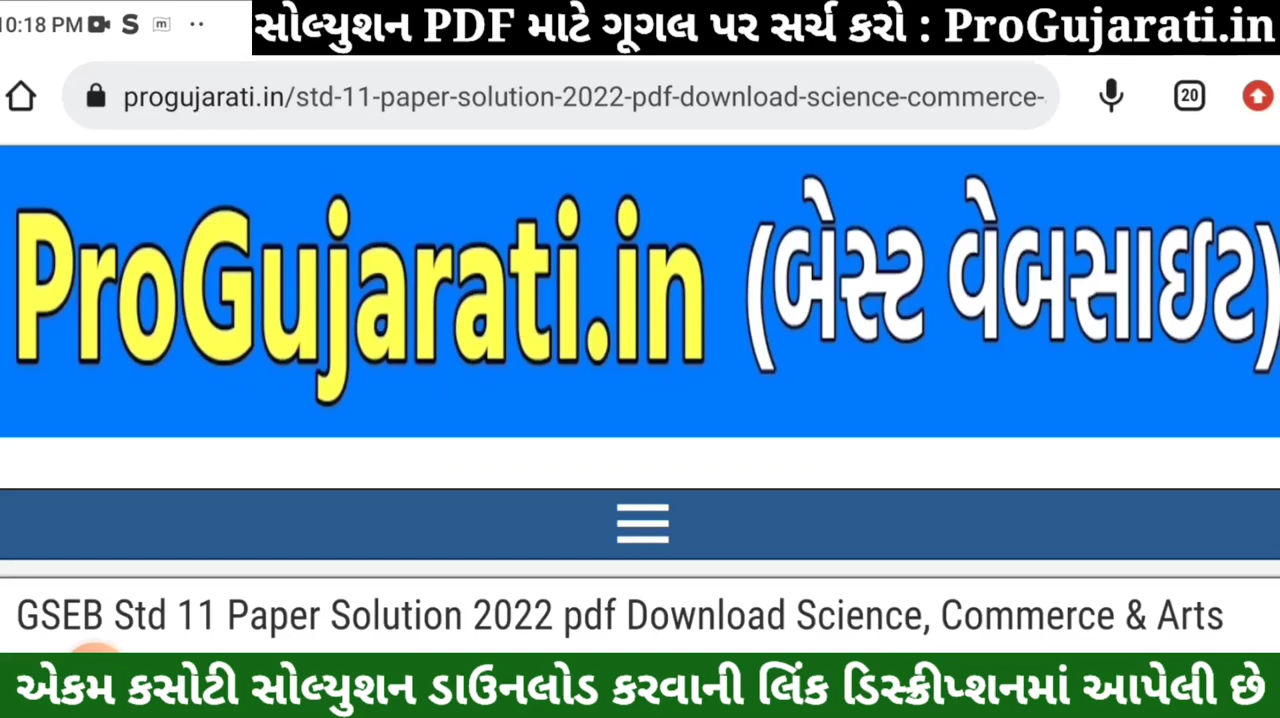 10:18 PM S m ··
સોલ્યુશન PDF માટે ગૂગલ પર સર્ચ કરો : ProGujarati.in
progujarati.in/std-11-paper-solution-2022-pdf-download-science-commerce-
20
ProGujarati.in (બેસ્ટ વેબસાઇટ)
GSEB Std 11 Paper Solution 2022 pdf Download Science, Commerce & Arts
એકમ કસોટી સોલ્યુશન ડાઉનલોડ કરવાની લિંક ડિસ્ક્રીપ્શનમાં આપેલી છે